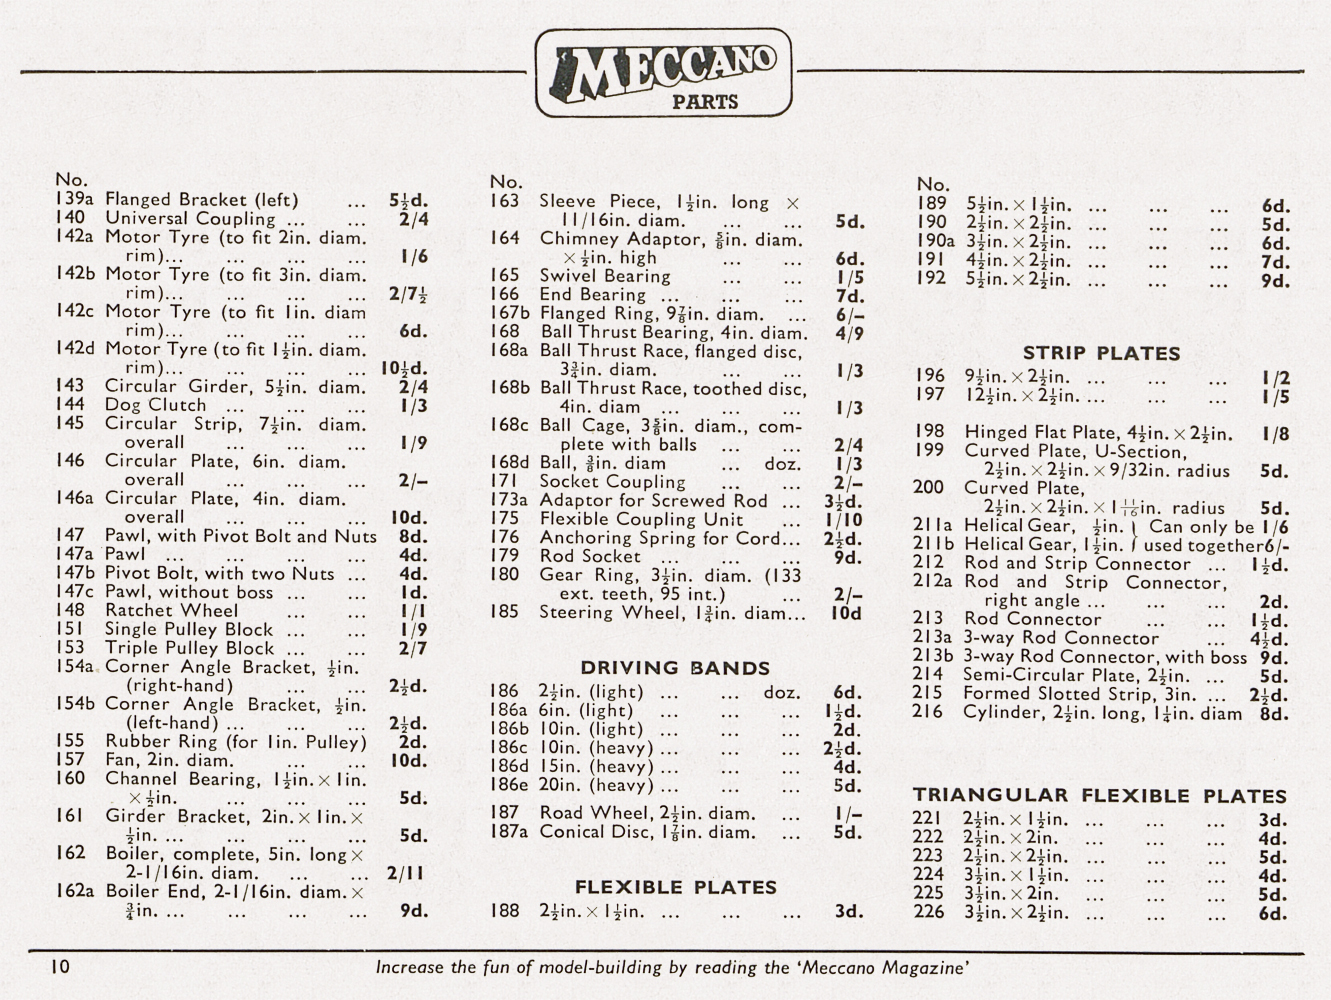 MECCANO
PARTS
No.
139a Flanged Bracket (left) ... 5½d.
140 Universal Coupling ... ... 2/4
142a Motor Tyre (to fit 2in. diam.
rim)... ... ... ... 1/6
142b Motor Tyre (to fit 3in. diam.
rim)... ... ... ... 2/7½
142c Motor Tyre (to fit 1in. diam
rim)... ... ... ... 6d.
142d Motor Tyre (to fit 1½in. diam.
rim)... ... ... ... 10½d.
143 Circular Girder, 5½in. diam. 2/4
144 Dog Clutch ... ... ... 1/3
145 Circular Strip, 7½in. diam.
overall ... ... ... 1/9
146 Circular Plate, 6in. diam.
overall ... ... ... 2/–
146a Circular Plate, 4in. diam.
overall ... ... ... 10d.
147 Pawl, with Pivot Bolt and Nuts 8d.
147a Pawl ... ... ... ... 4d.
147b Pivot Bolt, with two Nuts ... 4d.
147c Pawl, without boss ... ... 1d.
148 Ratchet Wheel ... ... 1/1
151 Single Pulley Block ... ... 1/9
153 Triple Pulley Block ... ... 2/7
154a Corner Angle Bracket, ½in.
(right-hand) ... ... 2½d.
154b Corner Angle Bracket, ½in.
(left-hand) ... ... ... 2½d.
155 Rubber Ring (for 1in. Pulley) 2d.
157 Fan, 2in. diam. ... ... 10d.
160 Channel Bearing, 1½in. × 1in.
× ½in. ... ... ... 5d.
161 Girder Bracket, 2in. × 1in. ×
½in. ... ... ... ... 5d.
162 Boiler, complete, 5in. long ×
2-1/16in. diam. ... ... 2/11
162a Boiler End, 2-1/16in. diam. ×
¾in. ... ... ... ... 9d.
No.
163 Sleeve Piece, 1½in. long ×
11/16in. diam. ... ... 5d.
164 Chimney Adaptor, ⅝in. diam.
× ½in. high ... ... 6d.
165 Swivel Bearing ... ... 1/5
166 End Bearing ... ... ... 7d.
167b Flanged Ring, 9⅞in. diam. ... 6/–
168 Ball Thrust Bearing, 4in. diam. 4/9
168a Ball Thrust Race, flanged disc,
3¾in. diam. ... ... 1/3
168b Ball Thrust Race, toothed disc,
4in. diam ... ... ... 1/3
168c Ball Cage, 3⅜in. diam., com-
plete with balls ... ... 2/4
168d Ball, ⅜in. diam ... doz. 1/3
171 Socket Coupling ... ... 2/–
173a Adaptor for Screwed Rod ... 3½d.
175 Flexible Coupling Unit ... 1/10
176 Anchoring Spring for Cord... 2½d.
179 Rod Socket ... ... ... 9d.
180 Gear Ring, 3½in. diam. (133
ext. teeth, 95 int.) ... 2/–
185 Steering Wheel, 1¾in. diam... 10d
DRIVING BANDS
186 2½in. (light) ... ... doz. 6d.
186a 6in. (light) ... ... ... 1½d.
186b 10in. (light) ... ... ... 2d.
186c 10in. (heavy) ... ... ... 2½d.
186d 15in. (heavy) ... ... ... 4d.
186e 20in. (heavy) ... ... ... 5d.
187 Road Wheel, 2½in. diam. ... 1/–
187a Conical Disc, 1⅞in. diam. ... 5d.
FLEXIBLE PLATES
188 2½in. × 1½in. ... ... ... 3d.
No.
189 5½in. × 1½in. ... ... ... 6d.
190 2½in. × 2½in. ... ... ... 5d.
190a 3½in. × 2½in. ... ... ... 6d.
191 4½in. × 2½in. ... ... ... 7d.
192 5½in. × 2½in. ... ... ... 9d.
STRIP PLATES
196 9½in. × 2½in. ... ... ... 1/2
197 12½in. × 2½in. ... ... ... 1/5
198 Hinged Flat Plate, 4½in. × 2½in. 1/8
199 Curved Plate, U-Section,
2½in. × 2½in. × 9/32in. radius 5d.
200 Curved Plate,
2½in. × 2½in. × 1 11/16in. radius 5d.
211a Helical Gear, ½in. } Can only be 1/6
211b Helical Gear, 1½in. } used together 6/-
212 Rod and Strip Connector ... 1½d.
212a Rod and Strip Connector,
right angle ... ... ... 2d.
213 Rod Connector ... ... 1½d.
213a 3-way Rod Connector ... 4½d.
213b 3-way Rod Connector, with boss 9d.
214 Semi-Circular Plate, 2½in. ... 5d.
215 Formed Slotted Strip, 3in. ... 2½d.
216 Cylinder, 2½in. long, 1¼in. diam 8d.
TRIANGULAR FLEXIBLE PLATES
221 2½in. × 1½in. ... ... ... 3d.
222 2½in. × 2in. ... ... ... 4d.
223 2½in. × 2½in. ... ... ... 5d.
224 3½in. × 1½in. ... ... ... 4d.
225 3½in. × 2in. ... ... ... 5d.
226 3½in. × 2½in. ... ... ... 6d.
10
Increase the fun of model-building by reading the ‘Meccano Magazine’